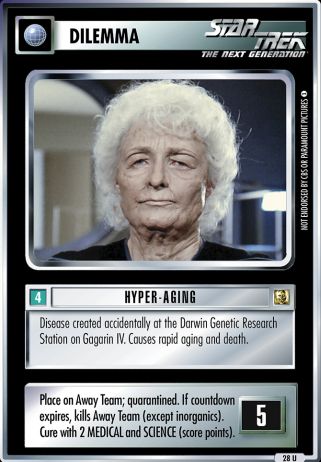 DILEMMA
STAR TREK
THE NEXT GENERATION®
NOT ENDORSED BY CBS OR PARAMOUNT PICTURES
4
HYPER-AGING
Disease created accidentally at the Darwin Genetic Research
Station on Gagarin IV. Causes rapid aging and death.
Place on Away Team; quarantined. If countdown
expires, kills Away Team (except inorganics).
Cure with 2 MEDICAL and SCIENCE (score points).
5
28 U